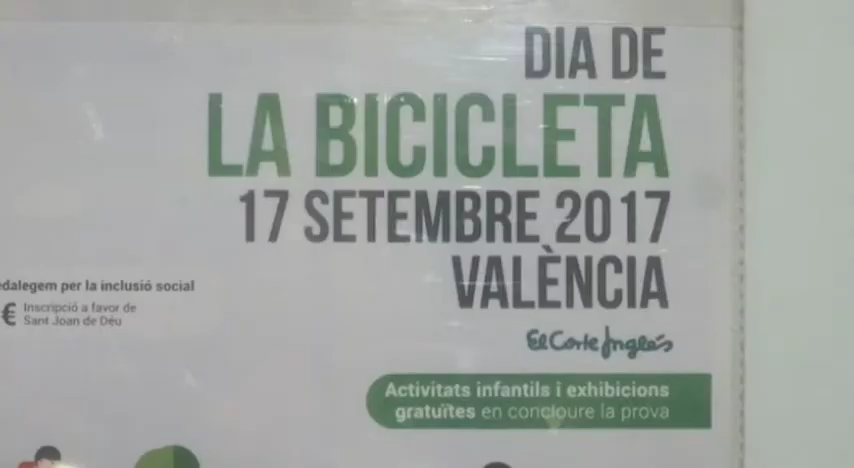 DIA DE
LA BICICLETA
17 SETEMBRE 2017
VALÈNCIA
per la inclusió social
€ Inscripció a favor de
Sant Joan de Déu
El Corte Inglés
Activitats infantils i exhibicions
gratuïtes en concloure la prova